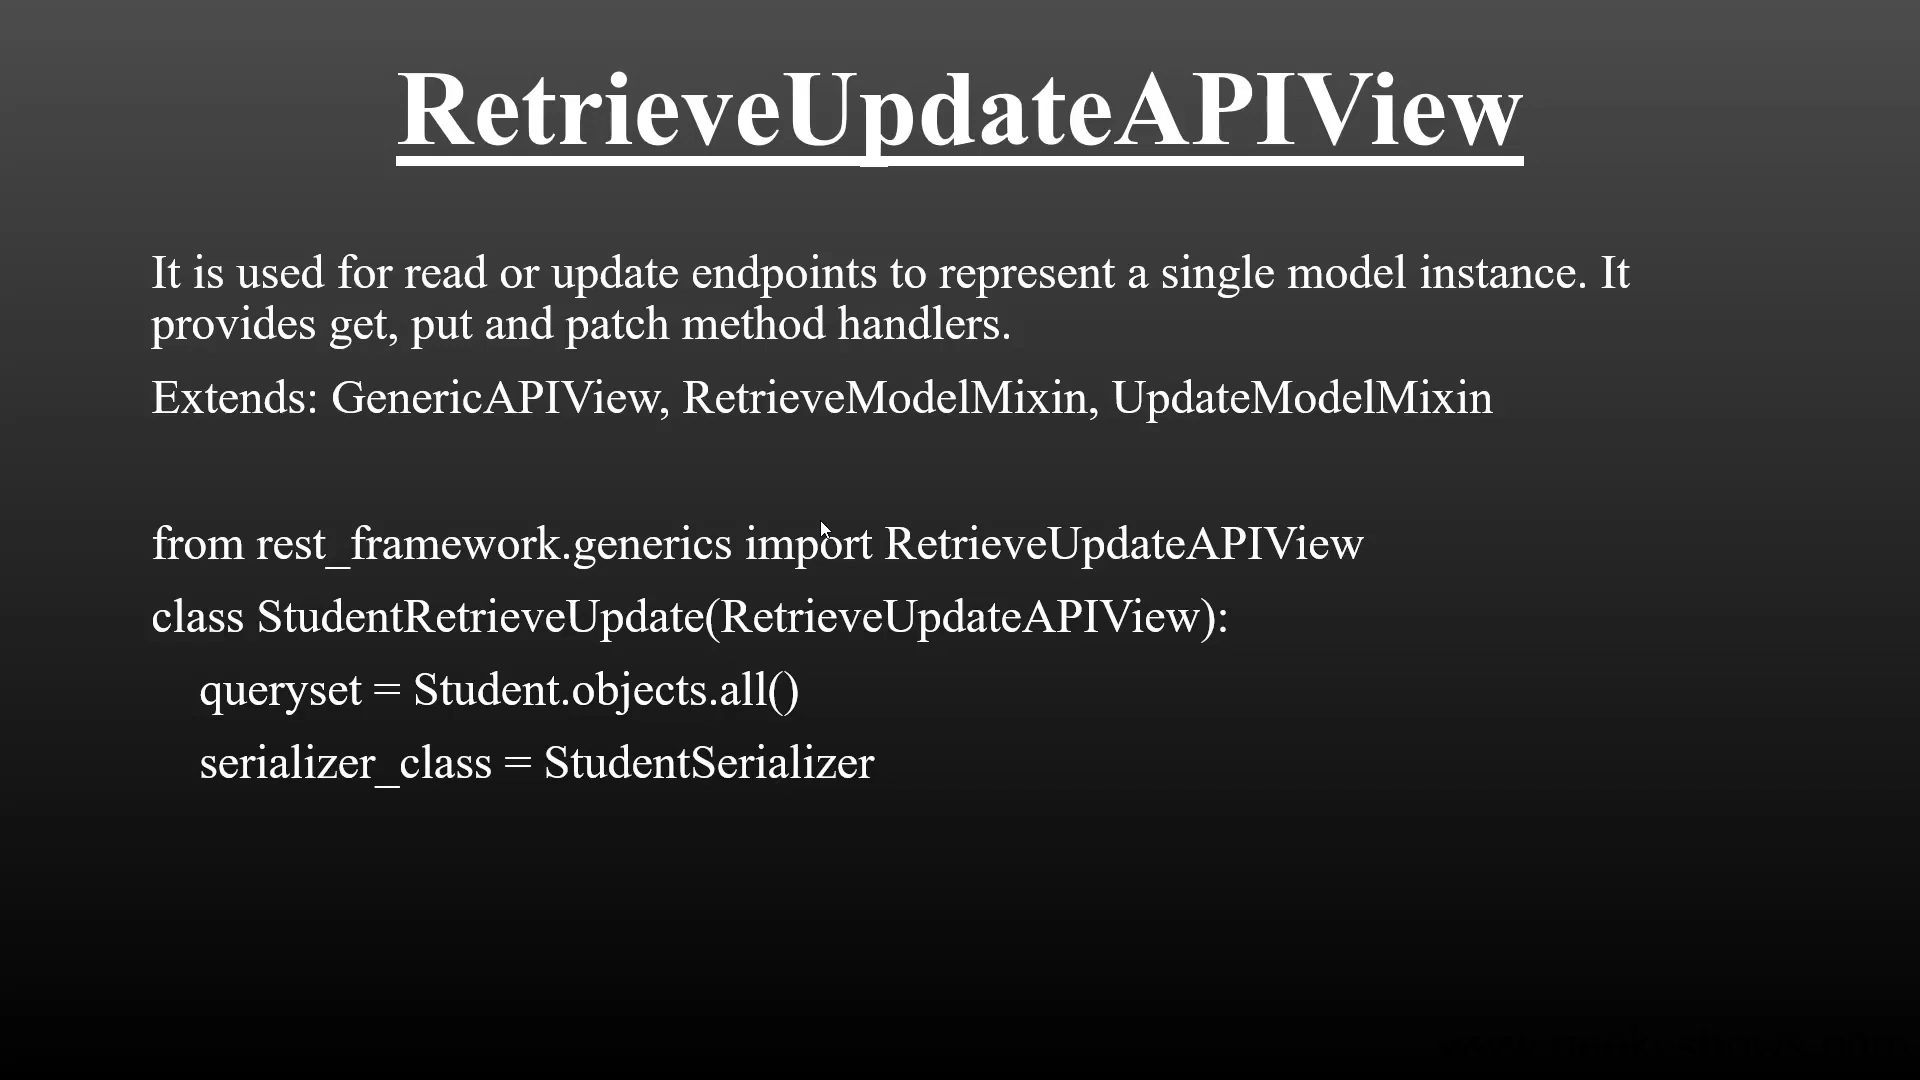 RetrieveUpdateAPIView
It is used for read or update endpoints to represent a single model instance. It
provides get, put and patch method handlers.
Extends: GenericAPIView, RetrieveModelMixin, UpdateModelMixin
from rest_framework.generics import RetrieveUpdateAPIView
class StudentRetrieveUpdate(RetrieveUpdateAPIView):
queryset = Student.objects.all()
serializer_class = StudentSerializer